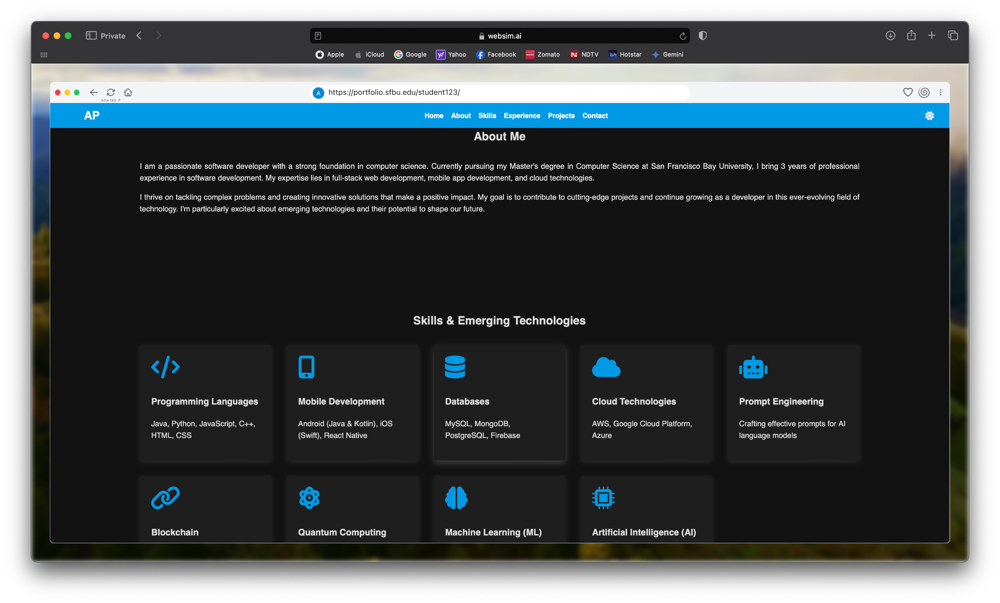 Private
websim.ai
Apple
iCloud
Google
Yahoo
Facebook
Zomato
NDTV
Hotstar
Gemini
new tab
A https://portfolio.sfbu.edu/student123/
AP
Home About Skills Experience Projects Contact
About Me
I am a passionate software developer with a strong foundation in computer science. Currently pursuing my Master's degree in Computer Science at San Francisco Bay University, I bring 3 years of professional
experience in software development. My expertise lies in full-stack web development, mobile app development, and cloud technologies.
I thrive on tackling complex problems and creating innovative solutions that make a positive impact. My goal is to contribute to cutting-edge projects and continue growing as a developer in this ever-evolving field of
technology. I'm particularly excited about emerging technologies and their potential to shape our future.
Skills & Emerging Technologies
Programming Languages
Java, Python, JavaScript, C++,
HTML, CSS
Mobile Development
Android (Java & Kotlin), iOS
(Swift), React Native
Databases
MySQL, MongoDB,
PostgreSQL, Firebase
Cloud Technologies
AWS, Google Cloud Platform,
Azure
Prompt Engineering
Crafting effective prompts for AI
language models
Blockchain
Quantum Computing
Machine Learning (ML)
Artificial Intelligence (AI)